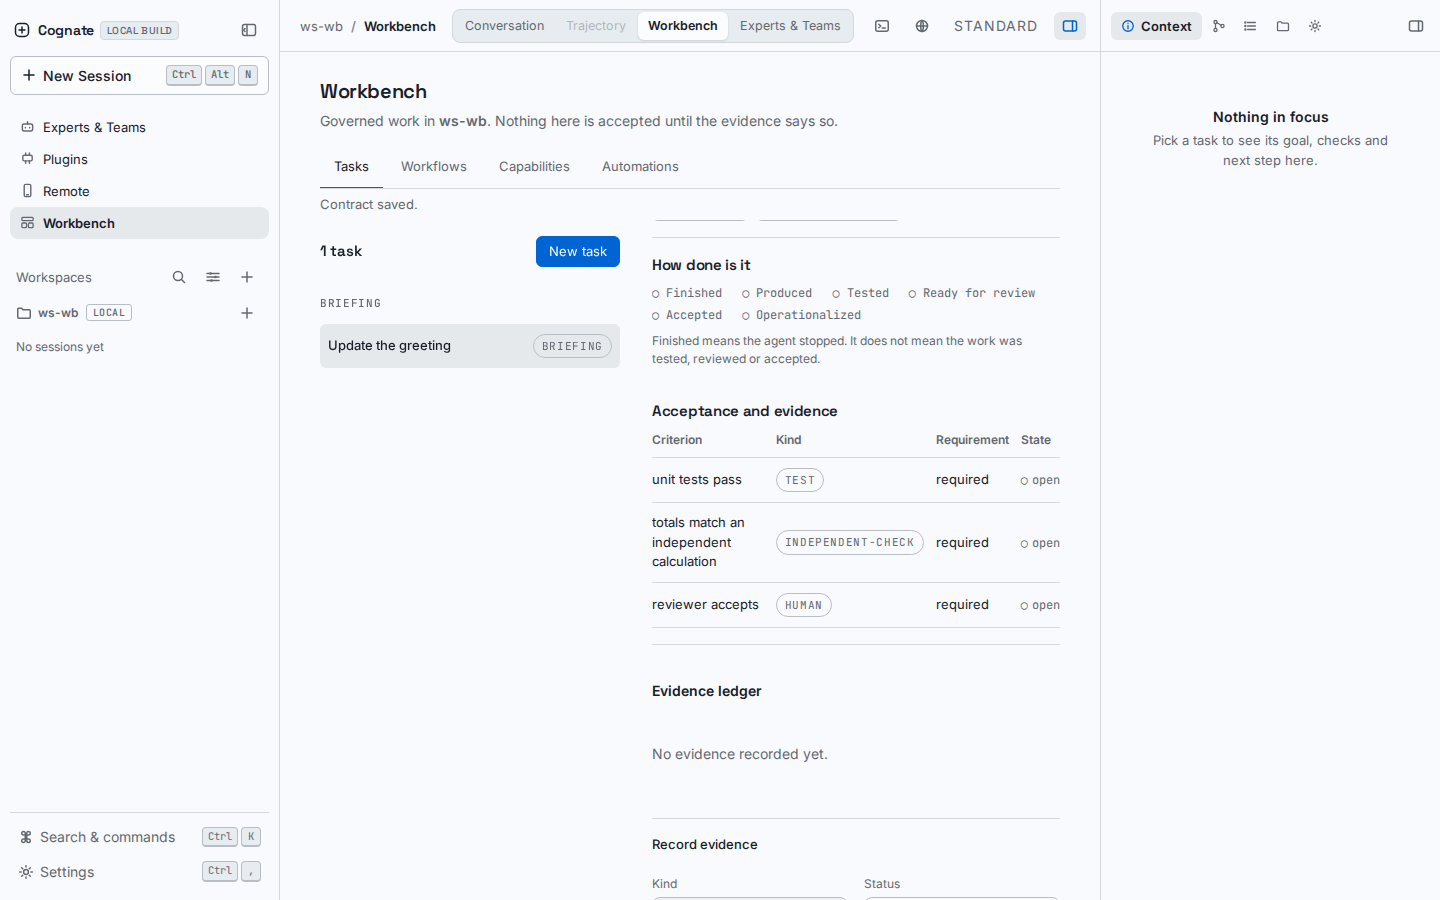 Cognate LOCAL BUILD
New Session Ctrl Alt N
Experts & Teams
Plugins
Remote
Workbench
Workspaces
ws-wb LOCAL
No sessions yet
Search & commands Ctrl K
Settings Ctrl ,
ws-wb / Workbench
Conversation Trajectory Workbench Experts & Teams
STANDARD
Workbench
Governed work in ws-wb. Nothing here is accepted until the evidence says so.
Tasks Workflows Capabilities Automations
Contract saved.
1 task
New task
BRIEFING
Update the greeting BRIEFING
How done is it
Finished Produced Tested Ready for review
Accepted Operationalized
Finished means the agent stopped. It does not mean the work was
tested, reviewed or accepted.
Acceptance and evidence
Criterion Kind Requirement State
unit tests pass TEST required open
totals match an
independent
calculation
INDEPENDENT-CHECK required open
reviewer accepts HUMAN required open
Evidence ledger
No evidence recorded yet.
Record evidence
Kind Status
Context
Nothing in focus
Pick a task to see its goal, checks and
next step here.